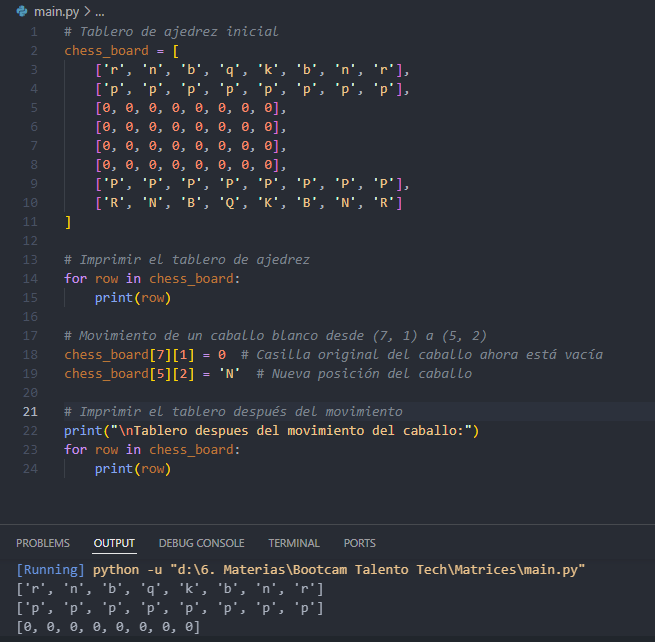 main.py > ...
1 # Tablero de ajedrez inicial
2 chess_board = [
3     ['r', 'n', 'b', 'q', 'k', 'b', 'n', 'r'],
4     ['p', 'p', 'p', 'p', 'p', 'p', 'p', 'p'],
5     [0, 0, 0, 0, 0, 0, 0, 0],
6     [0, 0, 0, 0, 0, 0, 0, 0],
7     [0, 0, 0, 0, 0, 0, 0, 0],
8     [0, 0, 0, 0, 0, 0, 0, 0],
9     ['P', 'P', 'P', 'P', 'P', 'P', 'P', 'P'],
10     ['R', 'N', 'B', 'Q', 'K', 'B', 'N', 'R']
11 ]
12
13 # Imprimir el tablero de ajedrez
14 for row in chess_board:
15     print(row)
16
17 # Movimiento de un caballo blanco desde (7, 1) a (5, 2)
18 chess_board[7][1] = 0  # Casilla original del caballo ahora está vacía
19 chess_board[5][2] = 'N'  # Nueva posición del caballo
20
21 # Imprimir el tablero después del movimiento
22 print("\nTablero despues del movimiento del caballo:")
23 for row in chess_board:
24     print(row)
PROBLEMS OUTPUT DEBUG CONSOLE TERMINAL PORTS
[Running] python -u "d:\6. Materias\Bootcam Talento Tech\Matrices\main.py"
['r', 'n', 'b', 'q', 'k', 'b', 'n', 'r']
['p', 'p', 'p', 'p', 'p', 'p', 'p', 'p']
[0, 0, 0, 0, 0, 0, 0, 0]